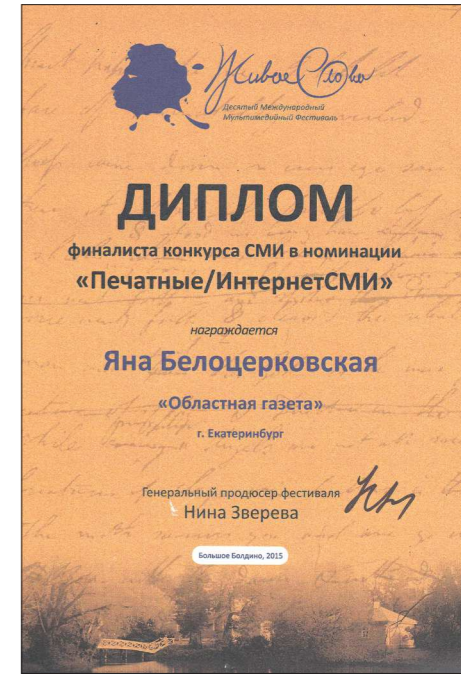 Живое Слово
Десятый Международный
Мультимедийный Фестиваль
ДИПЛОМ
финалиста конкурса СМИ в номинации
«Печатные/ИнтернетСМИ»
награждается
Яна Белоцерковская
«Областная газета»
г. Екатеринбург
Генеральный продюсер фестиваля
Нина Зверева
Большое Болдино, 2015